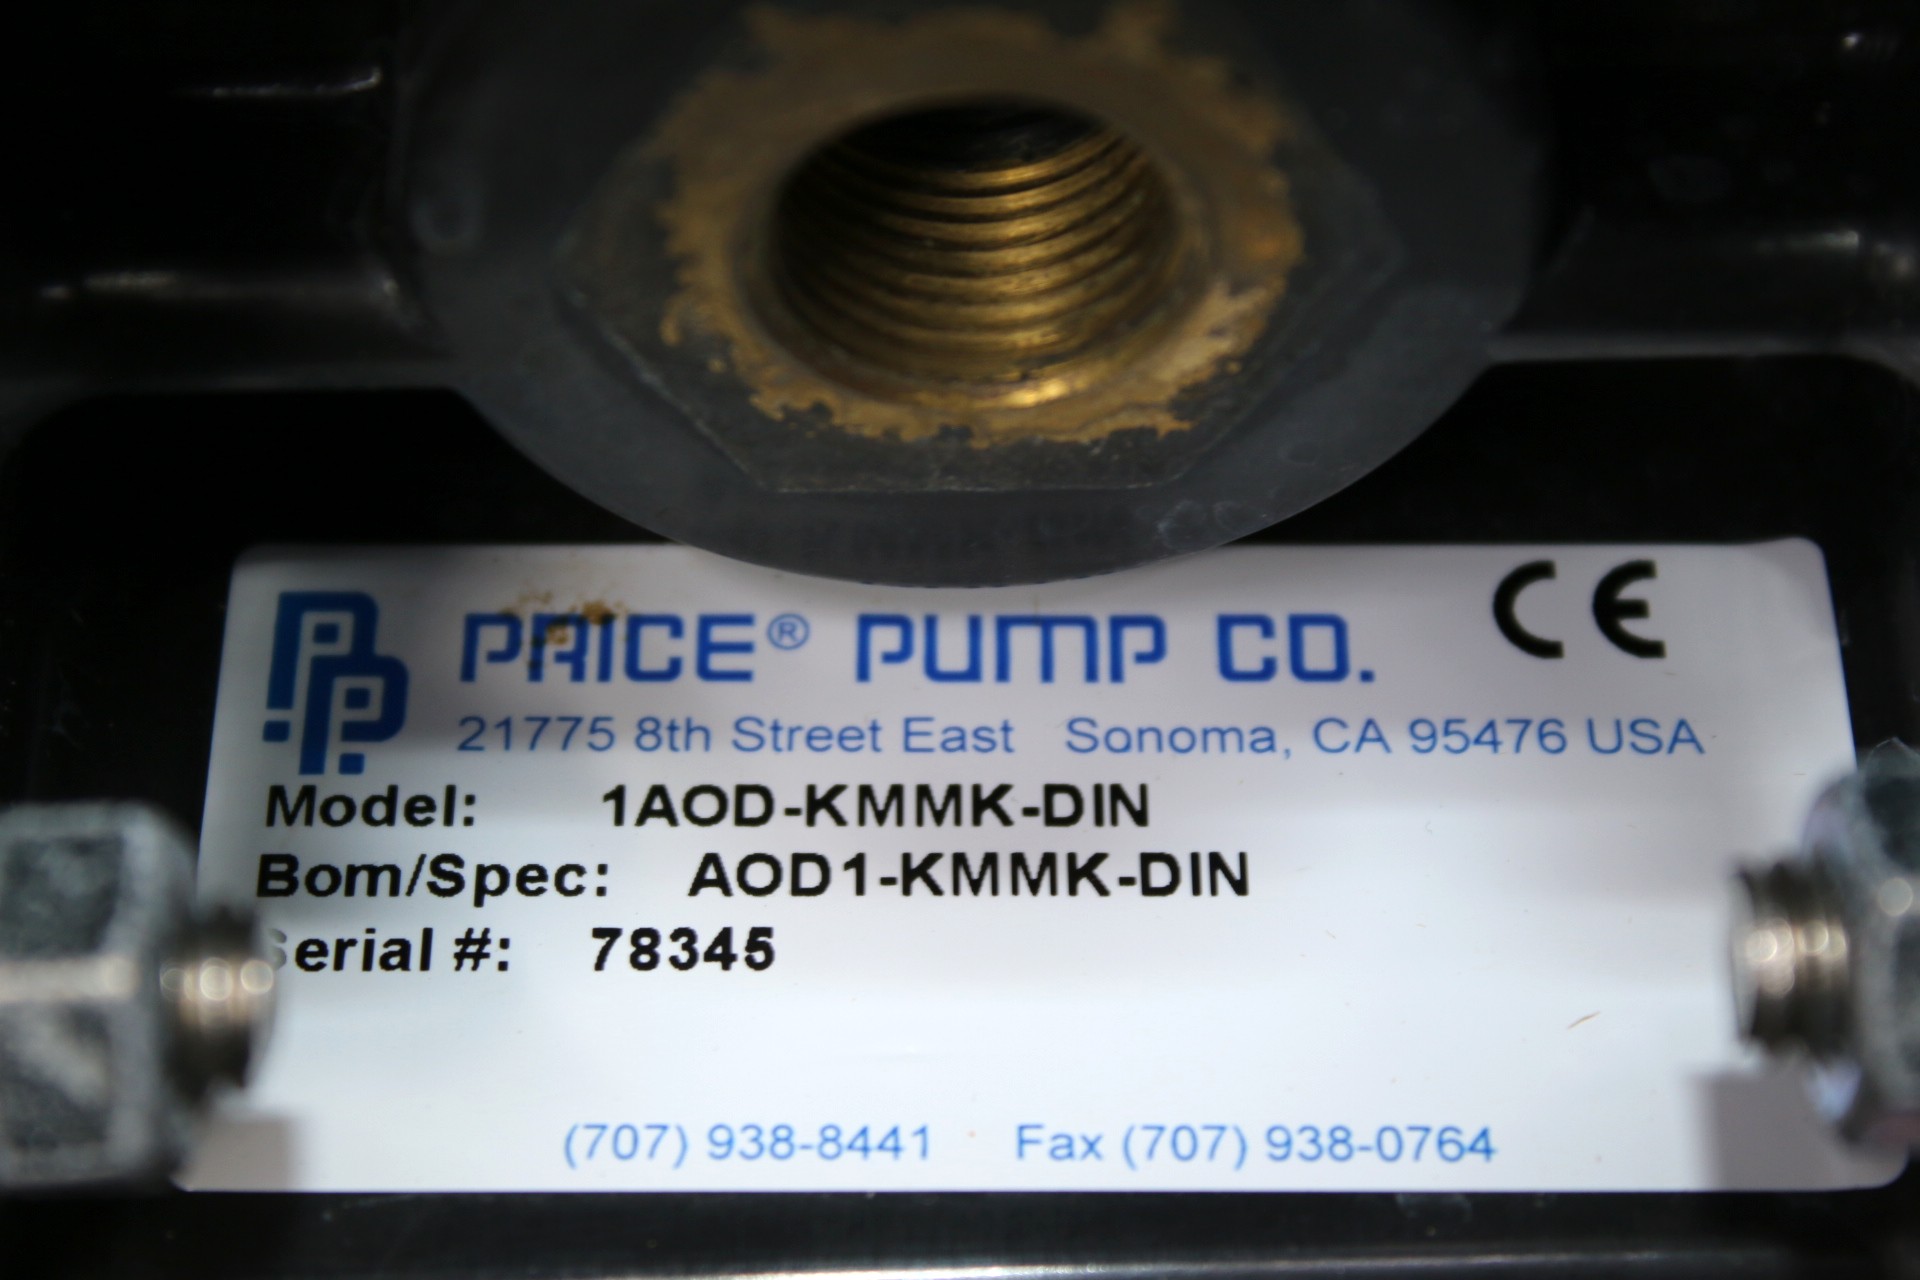 PRICE® PUMP CO. CE
21775 8th Street East Sonoma, CA 95476 USA
Model: 1AOD-KMMK-DIN
Bom/Spec: AOD1-KMMK-DIN
Serial #: 78345
(707) 938-8441 Fax (707) 938-0764